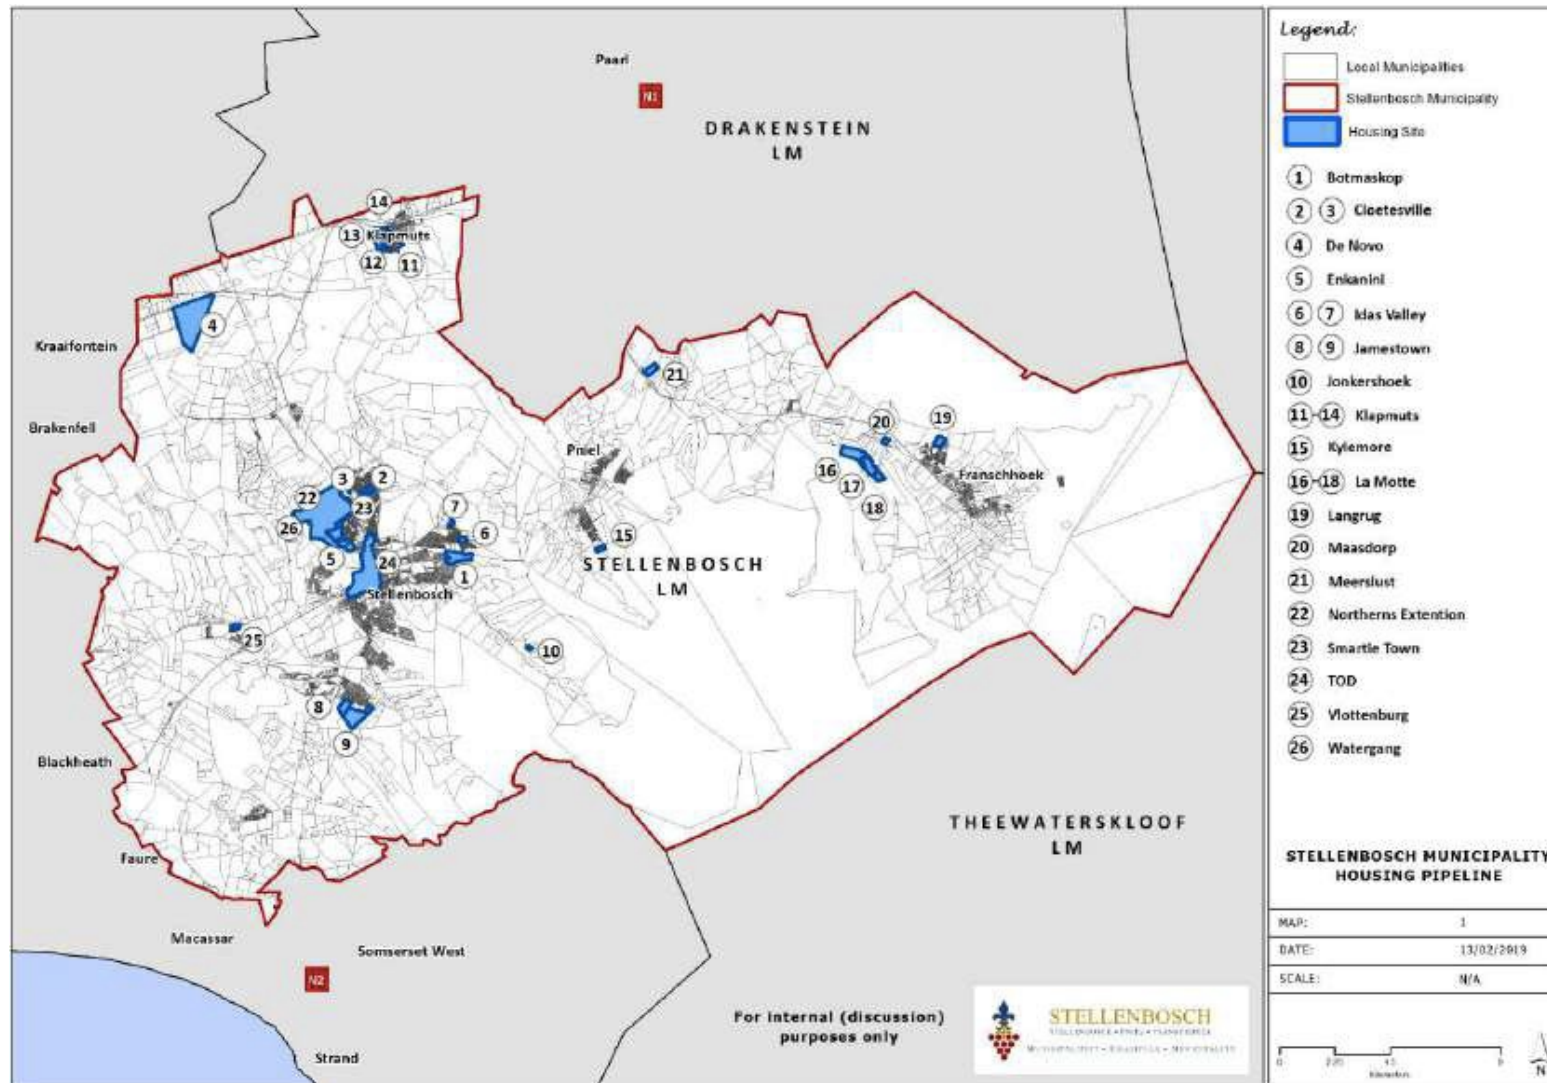 Paarl
N1
DRAKENSTEIN
LM
14
13
Klapmuts
12
11
4
Kraaifontein
21
Brakenfell
20
19
Pniel
16
Franschhoek
17
18
3
2
22
23
7
26
6
15
5
24
1
STELLENBOSCH
LM
Stellenbosch
25
10
8
9
Blackheath
THEEWATERSKLOOF
LM
Faure
Macassar
Somserset West
N2
For internal (discussion)
purposes only
STELLENBOSCH
Strand
Legend:
Local Municipalities
Stellenbosch Municipality
Housing Site
1 Botmaskop
2 3 Cloetesville
4 De Novo
5 Enkanini
6 7 Idas Valley
8 9 Jamestown
10 Jonkershoek
11-14 Klapmuts
15 Kylemore
16-18 La Motte
19 Langrug
20 Maasdorp
21 Meerslust
22 Northerns Extention
23 Smartie Town
24 TOD
25 Vlottenburg
26 Watergang
STELLENBOSCH MUNICIPALITY
HOUSING PIPELINE
MAP: 1
DATE: 13/02/2019
SCALE: N/A
0
9
Kilometers
N